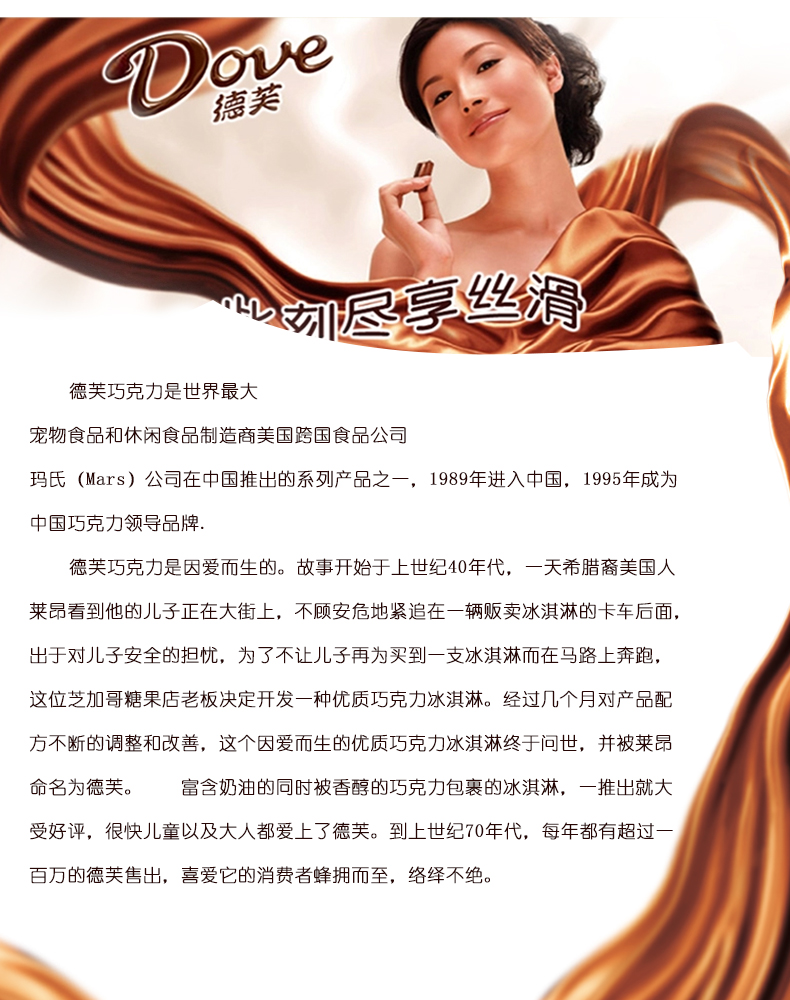 Dove
德芙
此刻尽享丝滑
德芙巧克力是世界最大
宠物食品和休闲食品制造商美国跨国食品公司
玛氏（Mars）公司在中国推出的系列产品之一，1989年进入中国，1995年成为
中国巧克力领导品牌.
德芙巧克力是因爱而生的。故事开始于上世纪40年代，一天希腊裔美国人
莱昂看到他的儿子正在大街上，不顾安危地紧追在一辆贩卖冰淇淋的卡车后面，
出于对儿子安全的担忧，为了不让儿子再为买到一支冰淇淋而在马路上奔跑，
这位芝加哥糖果店老板决定开发一种优质巧克力冰淇淋。经过几个月对产品配
方不断的调整和改善，这个因爱而生的优质巧克力冰淇淋终于问世，并被莱昂
命名为德芙。 富含奶油的同时被香醇的巧克力包裹的冰淇淋，一推出就大
受好评，很快儿童以及大人都爱上了德芙。到上世纪70年代，每年都有超过一
百万的德芙售出，喜爱它的消费者蜂拥而至，络绎不绝。